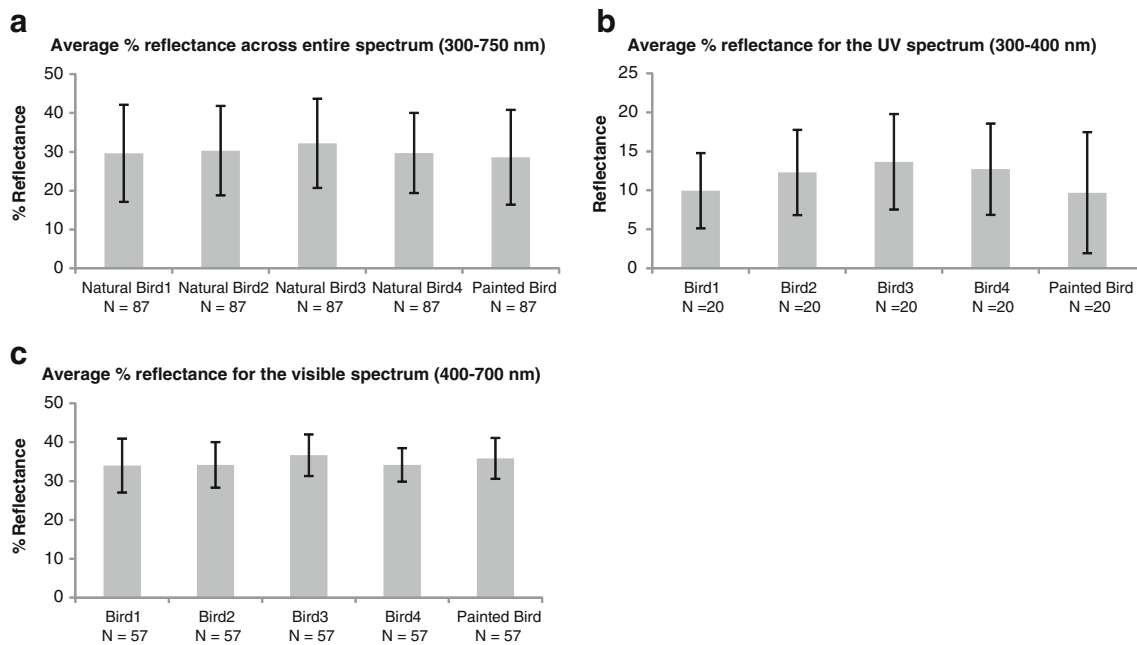 a
Average % reflectance across entire spectrum (300-750 nm)
% Reflectance
50
40
30
20
10
0
Natural Bird1 Natural Bird2 Natural Bird3 Natural Bird4 Painted Bird
N = 87 N = 87 N = 87 N = 87 N = 87
b
Average % reflectance for the UV spectrum (300-400 nm)
Reflectance
25
20
15
10
5
0
Bird1 Bird2 Bird3 Bird4 Painted Bird
N =20 N =20 N =20 N =20 N =20
c
Average % reflectance for the visible spectrum (400-700 nm)
% Reflectance
50
40
30
20
10
0
Bird1 Bird2 Bird3 Bird4 Painted Bird
N = 57 N = 57 N = 57 N = 57 N = 57